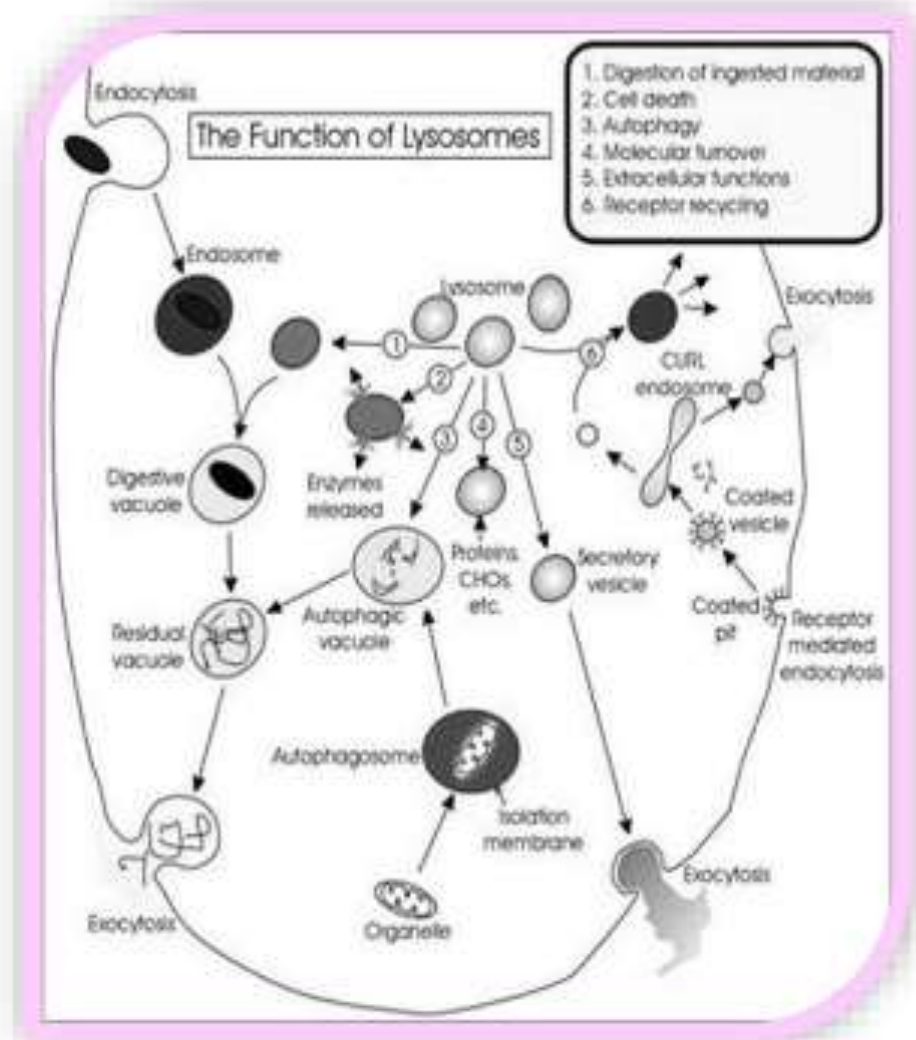 Endocytosis
The Function of Lysosomes
1. Digestion of ingested material
2. Cell death
3. Autophagy
4. Molecular turnover
5. Extracellular functions
6. Receptor recycling
Endosome
Lysosome
Exocytosis
1
2
3
4
5
6
CURL
endosome
Digestive
vacuole
Enzymes
released
Coated
vesicle
Autophagic
vacuole
Proteins
CHOs
etc.
Secretory
vesicle
Coated
pit
Receptor
mediated
endocytosis
Residual
vacuole
Autophagosome
Isolation
membrane
Organelle
Exocytosis
Exocytosis